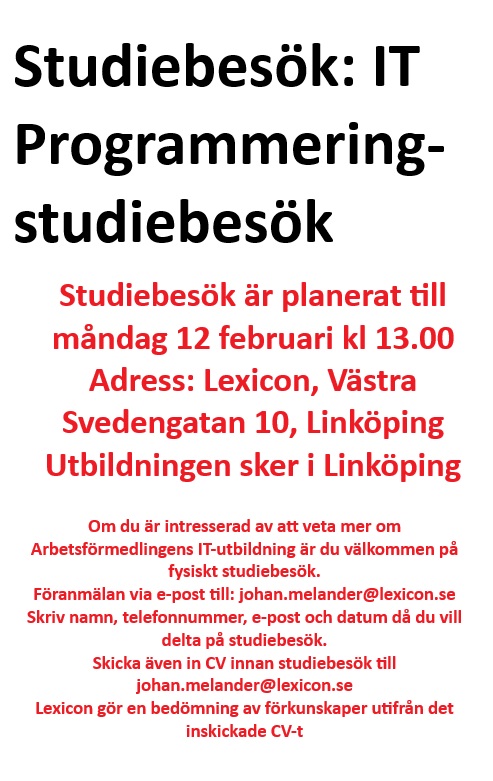 Studiebesök: IT
Programmering-
studiebesök
Studiebesök är planerat till
måndag 12 februari kl 13.00
Adress: Lexicon, Västra
Svedengatan 10, Linköping
Utbildningen sker i Linköping
Om du är intresserad av att veta mer om
Arbetsförmedlingens IT-utbildning är du välkommen på
fysiskt studiebesök.
Föranmälan via e-post till: johan.melander@lexicon.se
Skriv namn, telefonnummer, e-post och datum då du vill
delta på studiebesök.
Skicka även in CV innan studiebesök till
johan.melander@lexicon.se
Lexicon gör en bedömning av förkunskaper utifrån det
inskickade CV-t